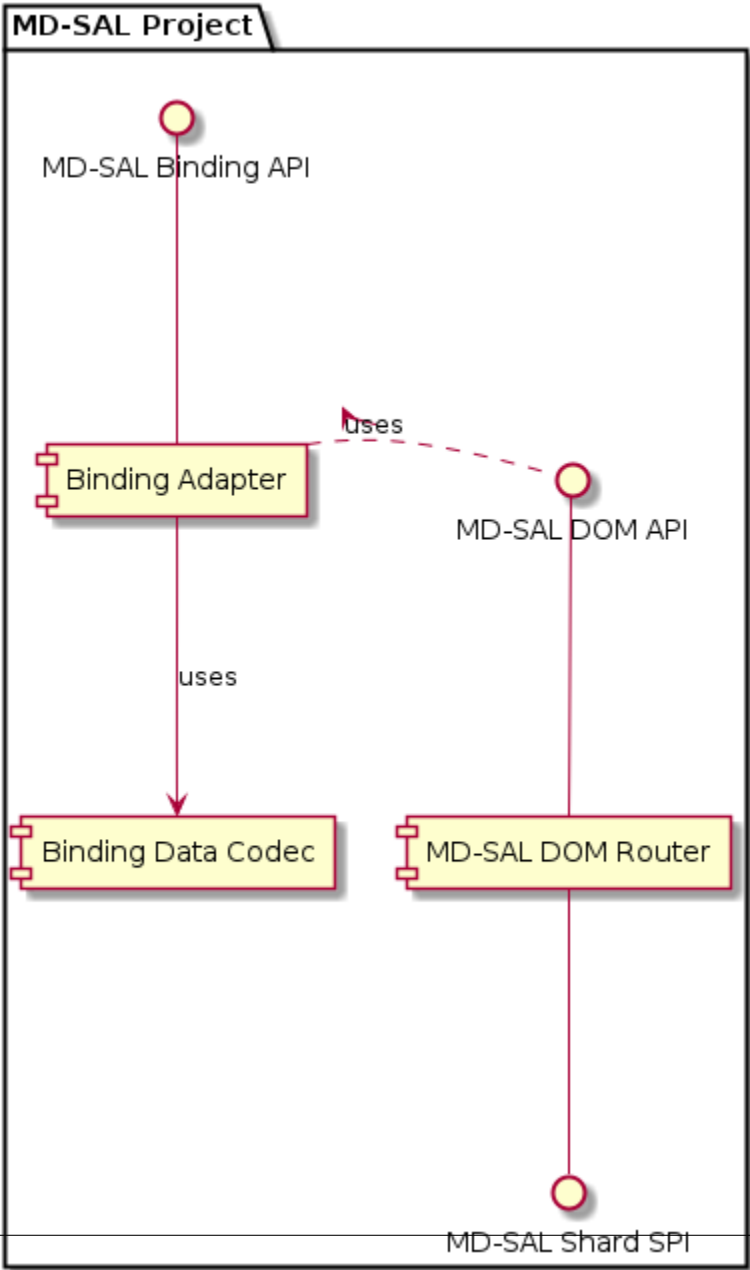 MD-SAL Project
MD-SAL Binding API
uses
Binding Adapter
MD-SAL DOM API
uses
Binding Data Codec
MD-SAL DOM Router
MD-SAL Shard SPI